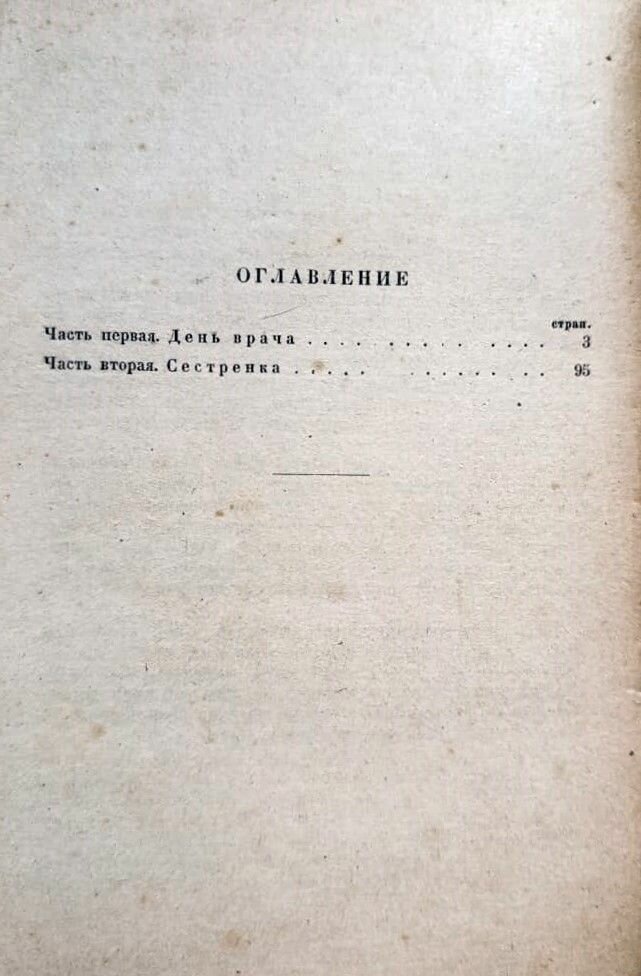 ОГЛАВЛЕНИЕ
стран.
Часть первая. День врача . . . . . . . . . . . . 3
Часть вторая. Сестренка . . . . . . . . . . . . 95